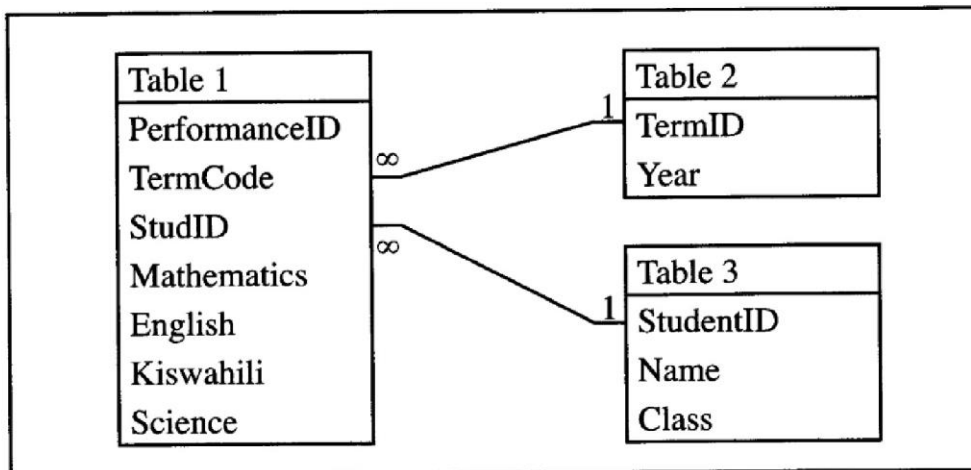 Table 1
PerformanceID
TermCode
StudID
Mathematics
English
Kiswahili
Science
∞
∞
1
1
Table 2
TermID
Year
Table 3
StudentID
Name
Class